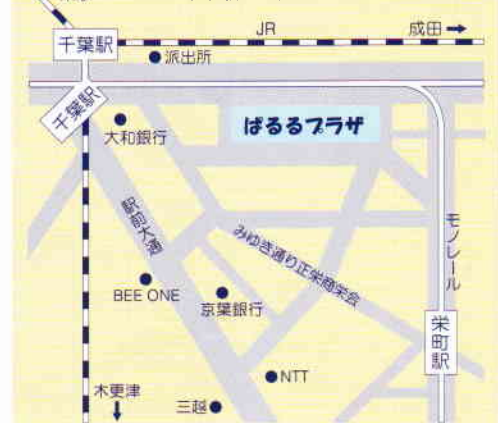 JR
成田
千葉駅
派出所
千葉駅
大和銀行
ぱるるプラザ
駅前大通
みゆき通り正栄商栄会
モノレール
BEE ONE
京葉銀行
栄町駅
NTT
木更津
三越